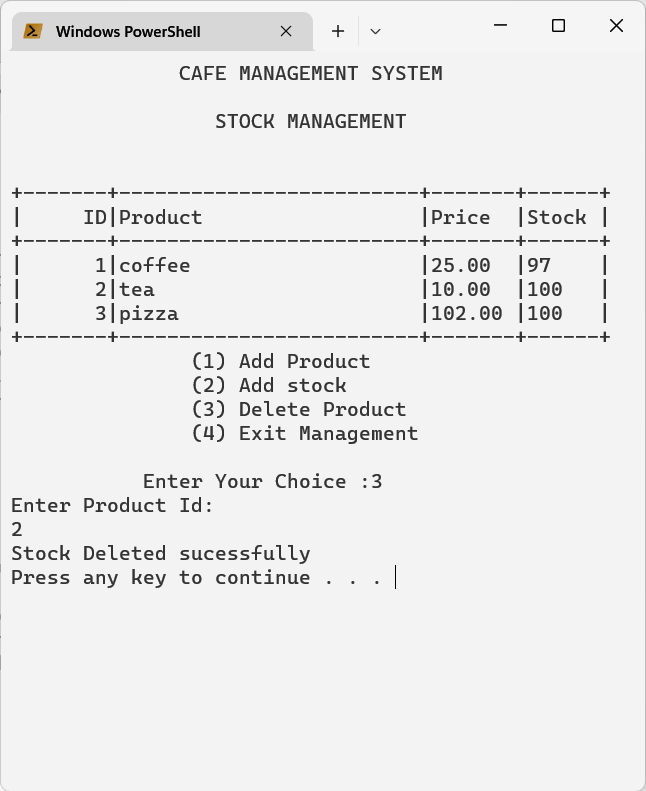 Windows PowerShell
CAFE MANAGEMENT SYSTEM
STOCK MANAGEMENT
+-------+-------------------------+-------+------+
|     ID|Product                  |Price  |Stock |
+-------+-------------------------+-------+------+
|      1|coffee                   |25.00  |97    |
|      2|tea                      |10.00  |100   |
|      3|pizza                    |102.00 |100   |
+-------+-------------------------+-------+------+
(1) Add Product
(2) Add stock
(3) Delete Product
(4) Exit Management
Enter Your Choice :3
Enter Product Id:
2
Stock Deleted sucessfully
Press any key to continue . . .